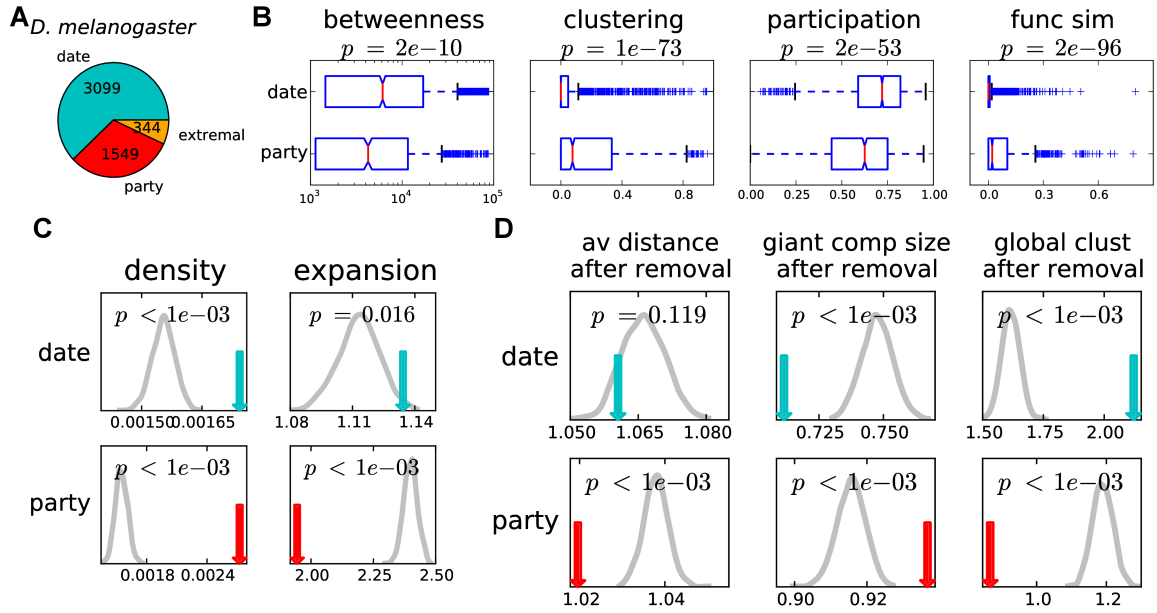 A
D. melanogaster
date
3099
344
extremal
1549
party
B
betweenness
p = 2e−10
clustering
p = 1e−73
participation
p = 2e−53
func sim
p = 2e−96
date
party
10³ 10⁴ 10⁵
0.0 0.4 0.8
0.00 0.25 0.50 0.75 1.00
0.0 0.3 0.6
C
density
expansion
date
p < 1e−03
p = 0.016
0.00150 0.00165
1.08 1.11 1.14
party
p < 1e−03
p < 1e−03
0.0018 0.0024
2.00 2.25 2.50
D
av distance
after removal
giant comp size
after removal
global clust
after removal
date
p = 0.119
p < 1e−03
p < 1e−03
1.050 1.065 1.080
0.725 0.750
1.50 1.75 2.00
party
p < 1e−03
p < 1e−03
p < 1e−03
1.02 1.04
0.90 0.92
1.0 1.2